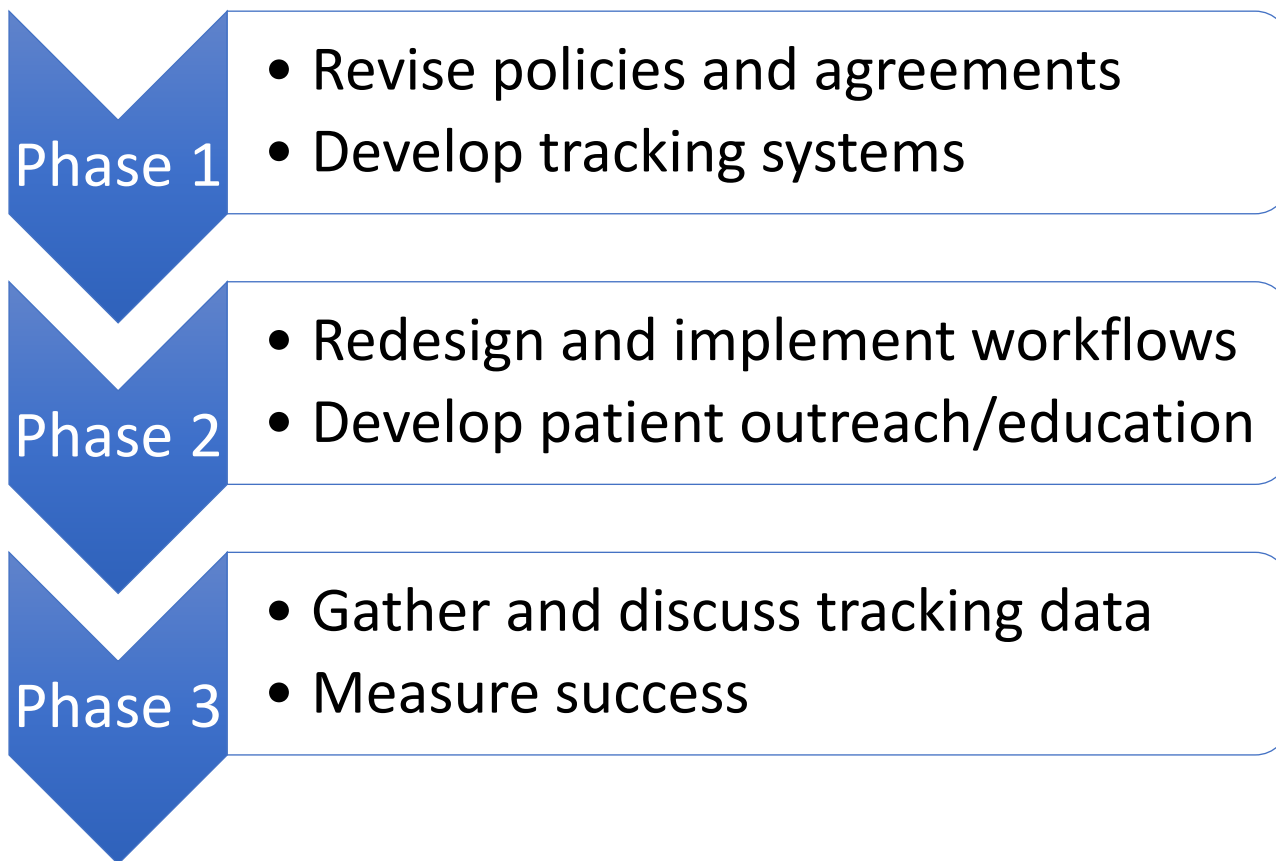 Phase 1
• Revise policies and agreements
• Develop tracking systems
Phase 2
• Redesign and implement workflows
• Develop patient outreach/education
Phase 3
• Gather and discuss tracking data
• Measure success